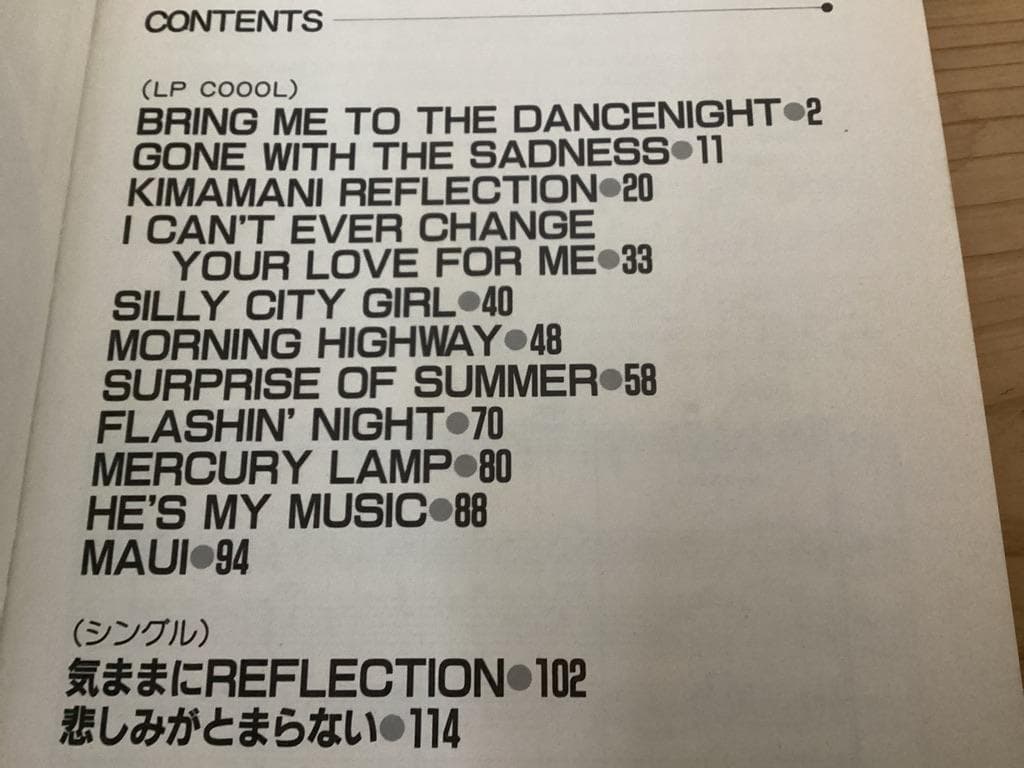 CONTENTS
(LP COOOL)
BRING ME TO THE DANCENIGHT●2
GONE WITH THE SADNESS●11
KIMAMANI REFLECTION●20
I CAN'T EVER CHANGE
YOUR LOVE FOR ME●33
SILLY CITY GIRL●40
MORNING HIGHWAY●48
SURPRISE OF SUMMER●58
FLASHIN' NIGHT●70
MERCURY LAMP●80
HE'S MY MUSIC●88
MAUI●94
(シングル)
気ままにREFLECTION●102
悲しみがとまらない●114